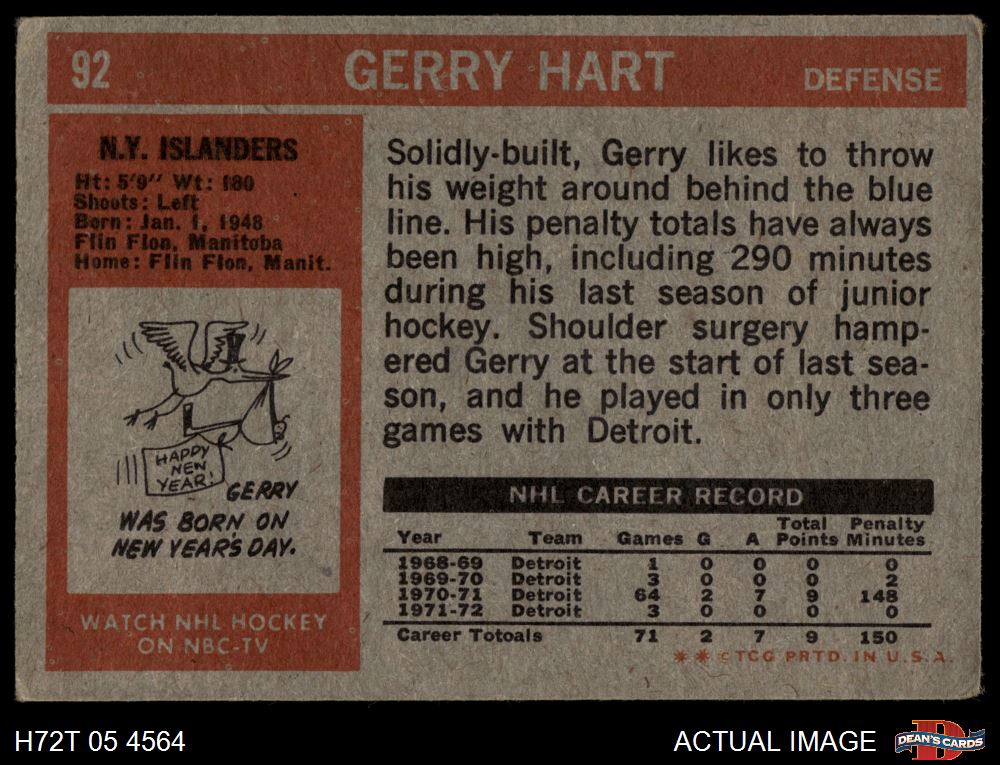 92 GERRY HART DEFENSE
N.Y. ISLANDERS
Ht: 5'9" Wt: 180
Shoots: Left
Born: Jan. 1, 1948
Flin Flon, Manitoba
Home: Flin Flon, Manit.
HAPPY
NEW
YEAR!
GERRY
WAS BORN ON
NEW YEAR'S DAY.
WATCH NHL HOCKEY
ON NBC-TV
Solidly-built, Gerry likes to throw
his weight around behind the blue
line. His penalty totals have always
been high, including 290 minutes
during his last season of junior
hockey. Shoulder surgery hamp-
ered Gerry at the start of last sea-
son, and he played in only three
games with Detroit.
NHL CAREER RECORD
Total Penalty
Year Team Games G A Points Minutes
1968-69 Detroit 1 0 0 0 0
1969-70 Detroit 3 0 0 0 2
1970-71 Detroit 64 2 7 9 148
1971-72 Detroit 3 0 0 0 0
Career Totoals 71 2 7 9 150
** © TCG PRTD. IN U.S.A.
H72T 05 4564 ACTUAL IMAGE DEAN'S CARDS